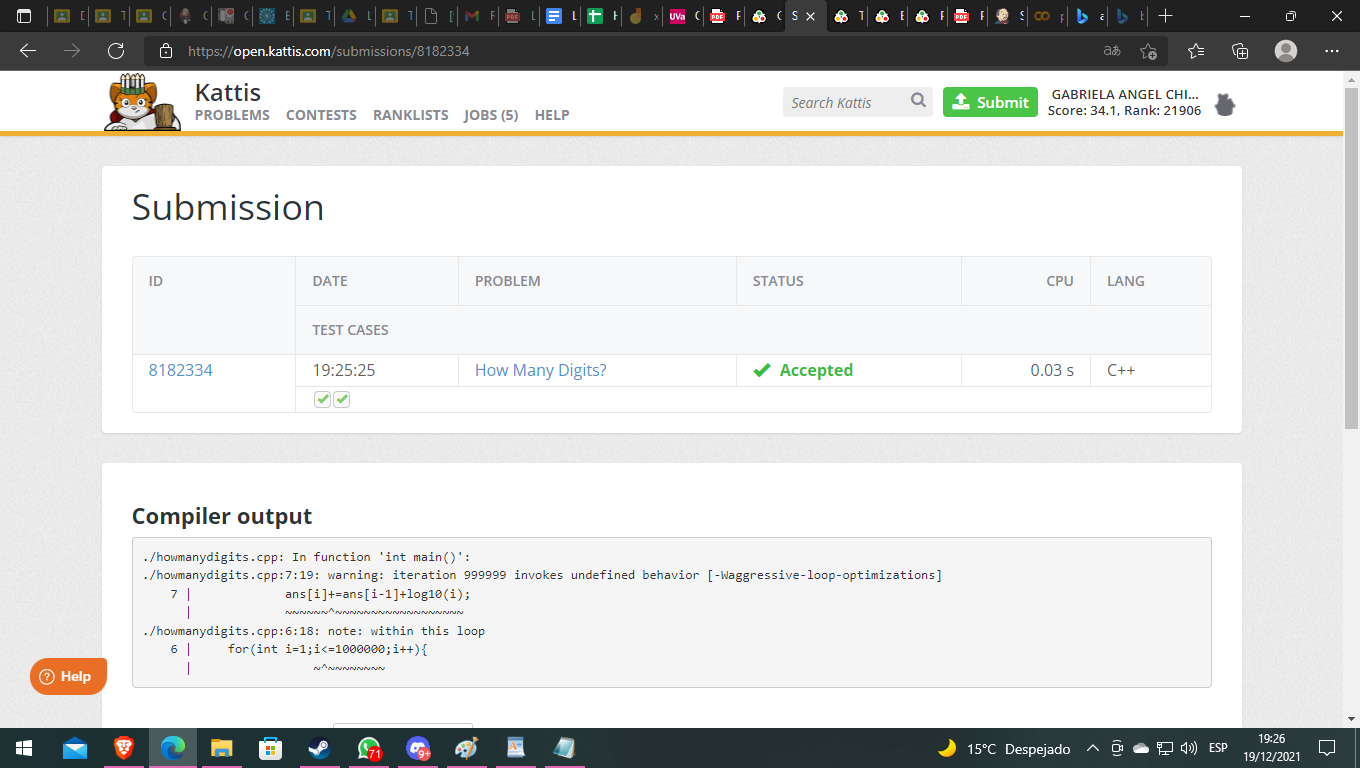 https://open.kattis.com/submissions/8182334
Kattis
PROBLEMS CONTESTS RANKLISTS JOBS (5) HELP
Search Kattis
Submit
GABRIELA ANGEL CHI...
Score: 34.1, Rank: 21906
Submission
ID DATE PROBLEM STATUS CPU LANG
TEST CASES
8182334 19:25:25 How Many Digits? Accepted 0.03 s C++
Compiler output
./howmanydigits.cpp: In function 'int main()':
./howmanydigits.cpp:7:19: warning: iteration 999999 invokes undefined behavior [-Waggressive-loop-optimizations]
7 | ans[i]+=ans[i-1]+log10(i);
| ~~~~~~^~~~~~~~~~~~~~~~~~~
./howmanydigits.cpp:6:18: note: within this loop
6 | for(int i=1;i<=1000000;i++){
| ~^~~~~~~~~
Help
71
9+
15°C Despejado
ESP
19:26
19/12/2021